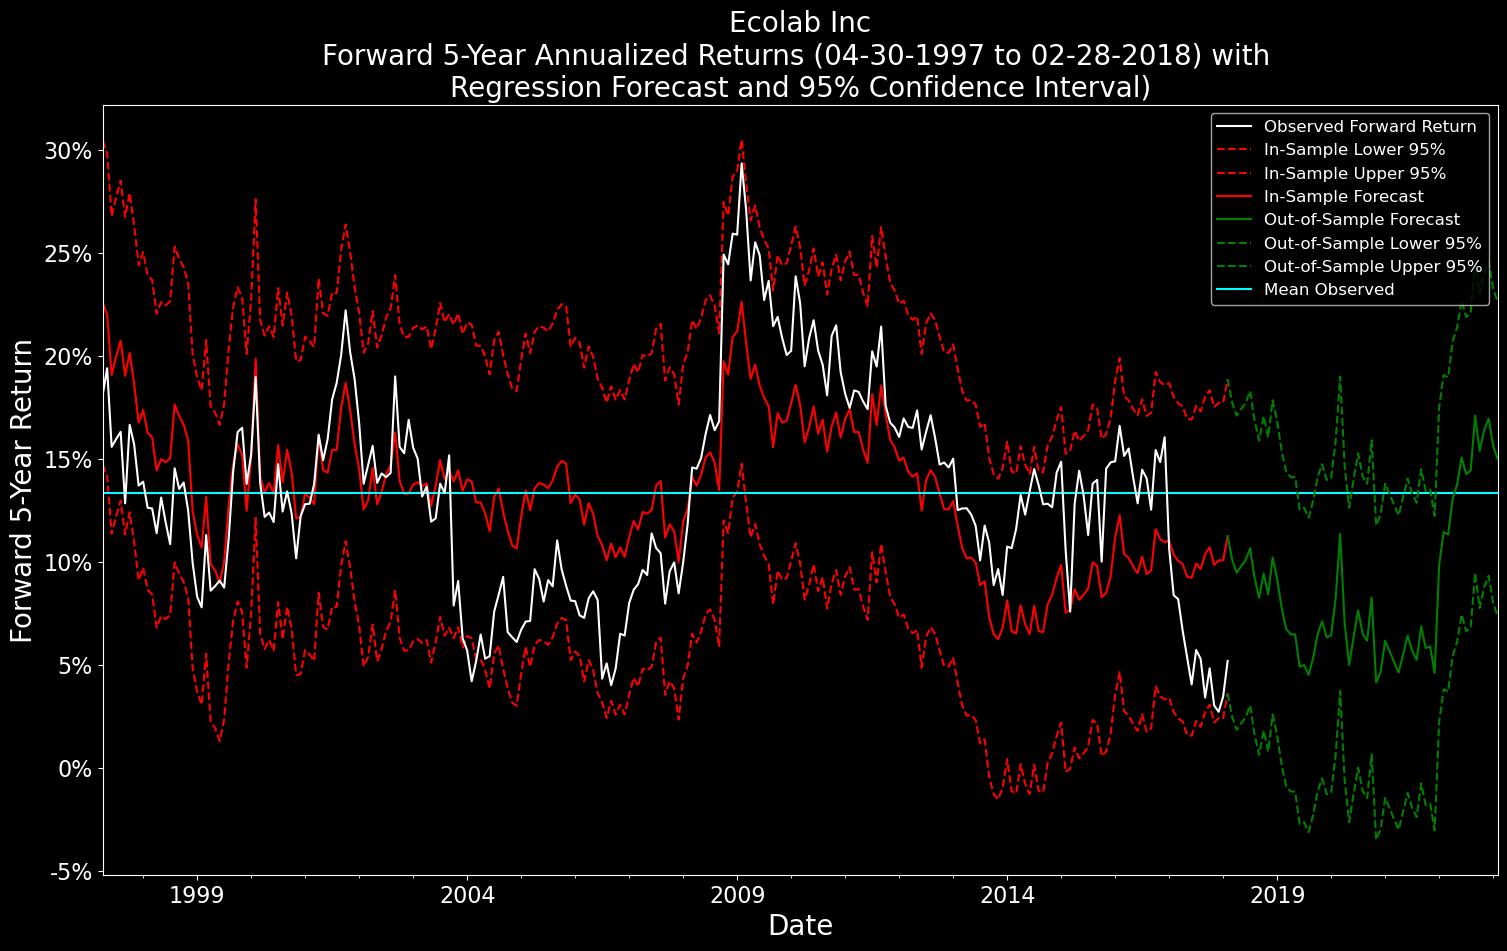 Ecolab Inc
Forward 5-Year Annualized Returns (04-30-1997 to 02-28-2018) with
Regression Forecast and 95% Confidence Interval)
Forward 5-Year Return
30%
25%
20%
15%
10%
5%
0%
-5%
Observed Forward Return
In-Sample Lower 95%
In-Sample Upper 95%
In-Sample Forecast
Out-of-Sample Forecast
Out-of-Sample Lower 95%
Out-of-Sample Upper 95%
Mean Observed
1999 2004 2009 2014 2019
Date